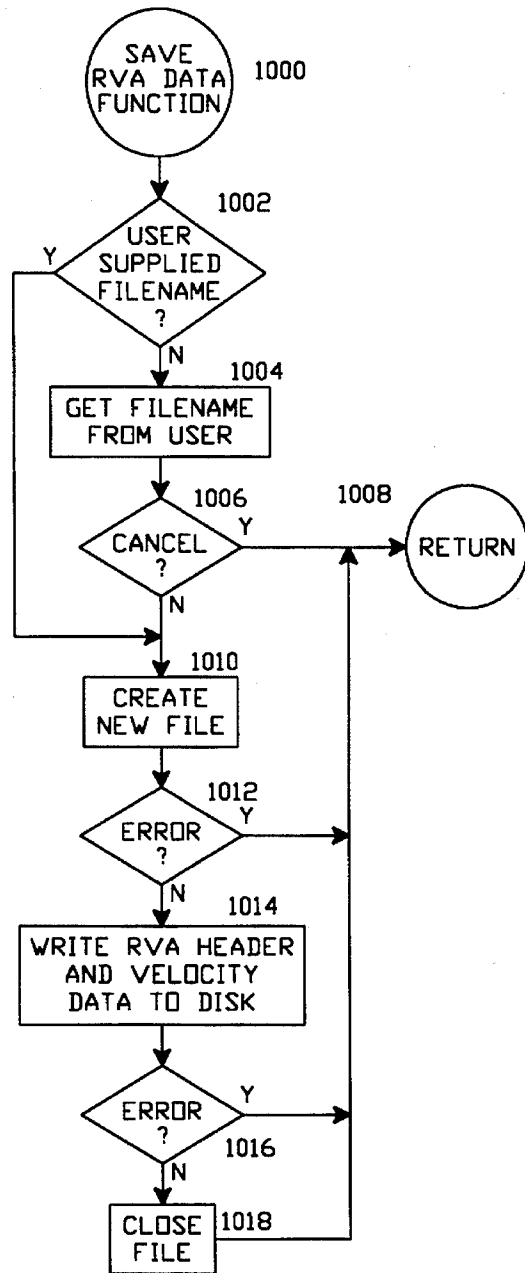 SAVE
RVA DATA
FUNCTION
1000
1002
USER
SUPPLIED
FILENAME
?
Y
N
1004
GET FILENAME
FROM USER
1006
CANCEL
?
Y
N
1008
RETURN
1010
CREATE
NEW FILE
1012
ERROR
?
Y
N
1014
WRITE RVA HEADER
AND VELOCITY
DATA TO DISK
ERROR
?
Y
1016
N
CLOSE
FILE
1018